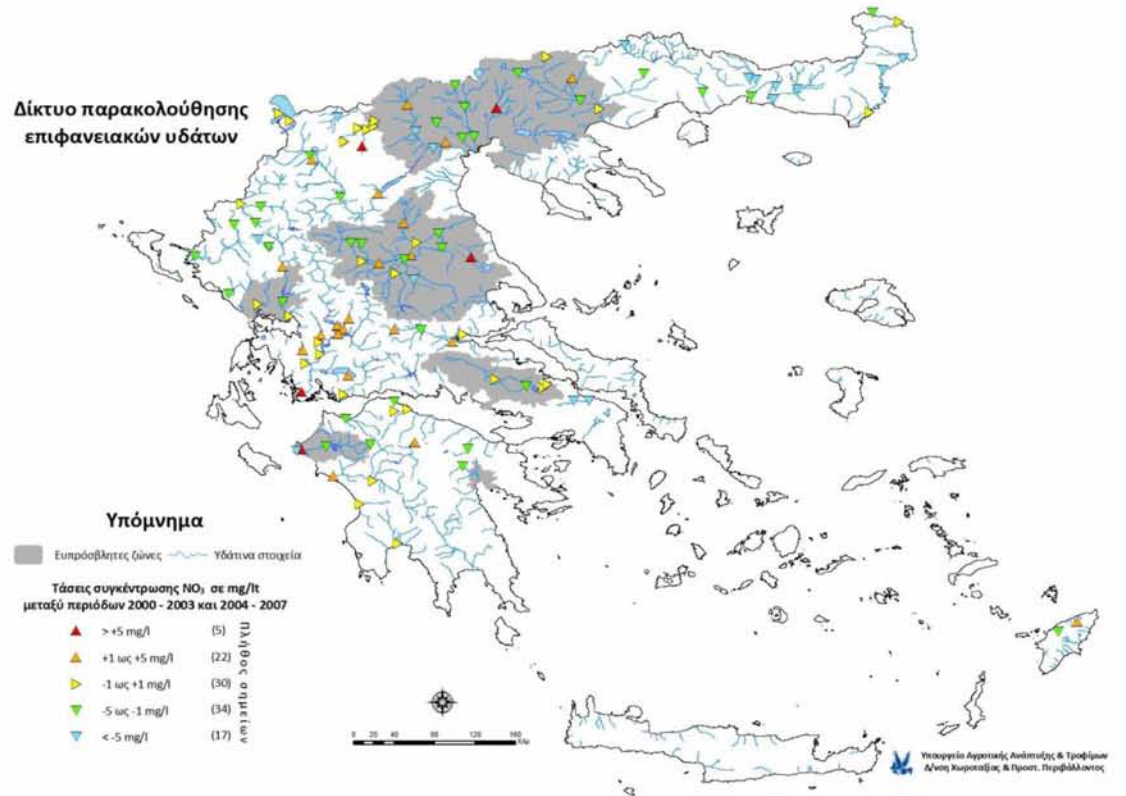 Δίκτυο παρακολούθησης
επιφανειακών υδάτων
Υπόμνημα
Ευπρόσβλητες ζώνες
Υδάτινα στοιχεία
Τάσεις συγκέντρωσης NO₃ σε mg/lt
μεταξύ περιόδων 2000 - 2003 και 2004 - 2007
> +5 mg/l (5)
+1 ως +5 mg/l (22)
-1 ως +1 mg/l (30)
-5 ως -1 mg/l (34)
< -5 mg/l (17)
Πλήθος σημείων
0 20 40 80 120 160
Χλμ
Υπουργείο Αγροτικής Ανάπτυξης & Τροφίμων
Δ/νση Χωροταξίας & Προστ. Περιβάλλοντος